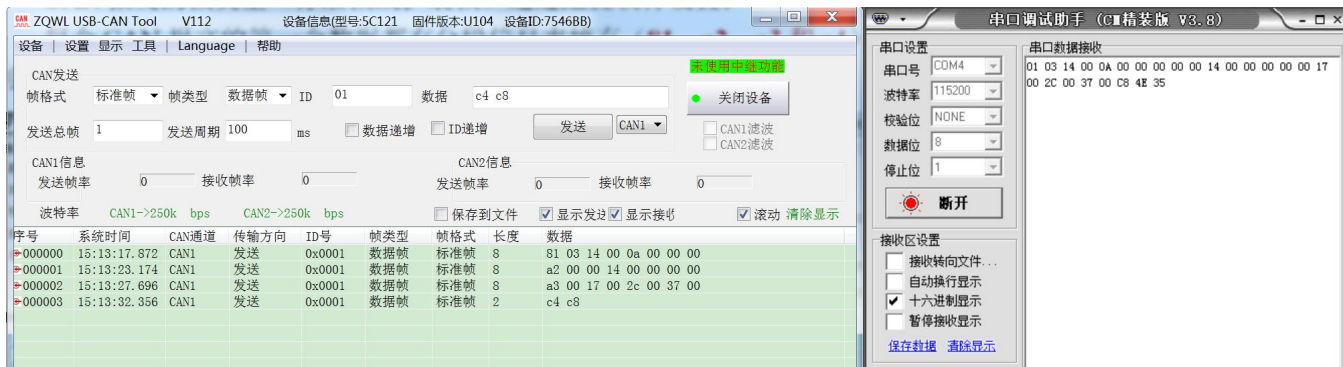 CAN ZQWL USB-CAN Tool V112 设备信息(型号:5C121 固件版本:U104 设备ID:7546BB)
设备 | 设置 显示 工具 | Language | 帮助
未使用中继功能
CAN发送
帧格式 标准帧 帧类型 数据帧 ID 01 数据 c4 c8 关闭设备
发送总帧 1 发送周期 100 ms 数据递增 ID递增 发送 CAN1 CAN1滤波
CAN2滤波
CAN1信息 CAN2信息
发送帧率 0 接收帧率 0 发送帧率 0 接收帧率 0
波特率 CAN1->250k bps CAN2->250k bps 保存到文件 显示发送 显示接收 滚动 清除显示
序号 系统时间 CAN通道 传输方向 ID号 帧类型 帧格式 长度 数据
000000 15:13:17.872 CAN1 发送 0x0001 数据帧 标准帧 8 81 03 14 00 0a 00 00 00
000001 15:13:23.174 CAN1 发送 0x0001 数据帧 标准帧 8 a2 00 00 14 00 00 00 00
000002 15:13:27.696 CAN1 发送 0x0001 数据帧 标准帧 8 a3 00 17 00 2c 00 37 00
000003 15:13:32.356 CAN1 发送 0x0001 数据帧 标准帧 2 c4 c8
串口调试助手 (CM精装版 V3.8)
串口设置
串口号 COM4
波特率 115200
校验位 NONE
数据位 8
停止位 1
断开
接收区设置
接收转向文件...
自动换行显示
十六进制显示
暂停接收显示
保存数据 清除显示
串口数据接收
01 03 14 00 0A 00 00 00 00 00 14 00 00 00 00 00 17
00 2C 00 37 00 C8 4E 35